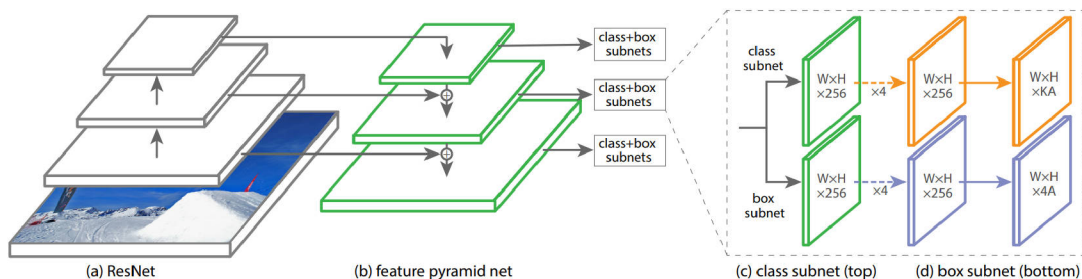 class+box
subnets
class+box
subnets
class+box
subnets
class
subnet
box
subnet
W×H
×256
×4
W×H
×256
W×H
×KA
W×H
×256
×4
W×H
×256
W×H
×4A
(a) ResNet
(b) feature pyramid net
(c) class subnet (top)
(d) box subnet (bottom)